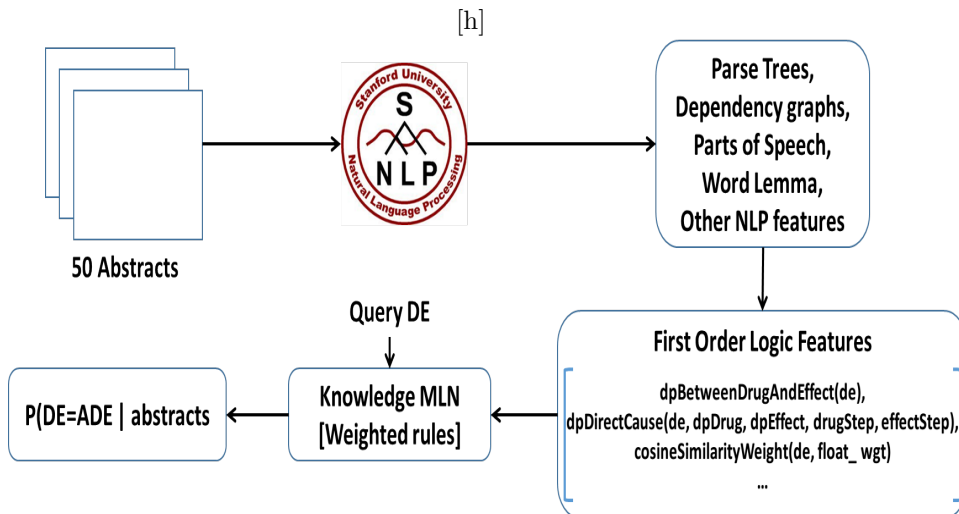 [h]
Stanford University
S
N L P
Natural Language Processing
Parse Trees,
Dependency graphs,
Parts of Speech,
Word Lemma,
Other NLP features
50 Abstracts
Query DE
First Order Logic Features
dpBetweenDrugAndEffect(de),
dpDirectCause(de, dpDrug, dpEffect, drugStep, effectStep),
cosineSimilarityWeight(de, float_ wgt)
...
Knowledge MLN
[Weighted rules]
P(DE=ADE | abstracts